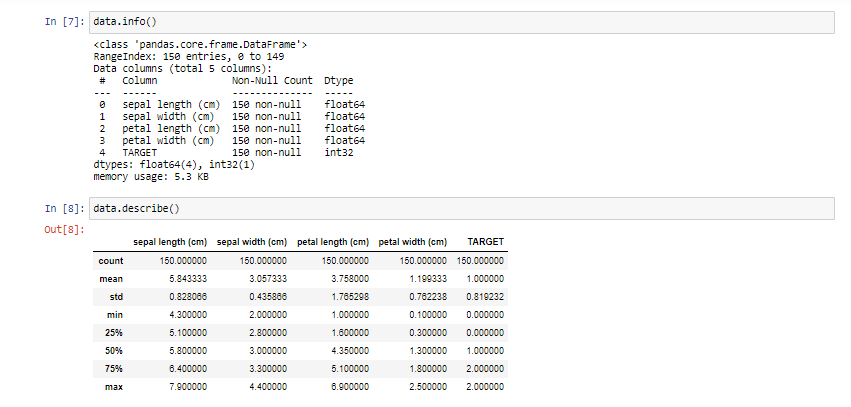 In [7]: data.info()
<class 'pandas.core.frame.DataFrame'>
RangeIndex: 150 entries, 0 to 149
Data columns (total 5 columns):
 #   Column             Non-Null Count  Dtype
---  ------             --------------  -----
 0   sepal length (cm)  150 non-null    float64
 1   sepal width (cm)   150 non-null    float64
 2   petal length (cm)  150 non-null    float64
 3   petal width (cm)   150 non-null    float64
 4   TARGET             150 non-null    int32
dtypes: float64(4), int32(1)
memory usage: 5.3 KB
In [8]: data.describe()
Out[8]:
sepal length (cm) sepal width (cm) petal length (cm) petal width (cm) TARGET
count 150.000000 150.000000 150.000000 150.000000 150.000000
mean 5.843333 3.057333 3.758000 1.199333 1.000000
std 0.828066 0.435866 1.765298 0.762238 0.819232
min 4.300000 2.000000 1.000000 0.100000 0.000000
25% 5.100000 2.800000 1.600000 0.300000 0.000000
50% 5.800000 3.000000 4.350000 1.300000 1.000000
75% 6.400000 3.300000 5.100000 1.800000 2.000000
max 7.900000 4.400000 6.900000 2.500000 2.000000